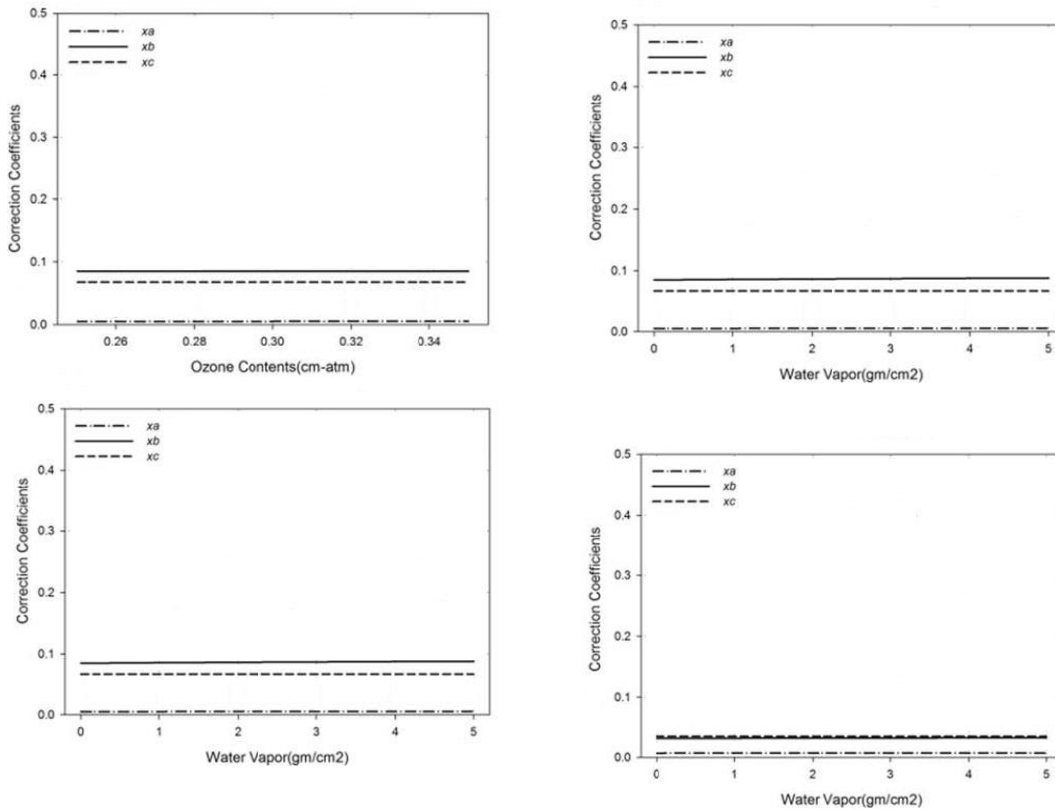 0.5
xa
xb
xc
0.4
0.3
0.2
0.1
0.0
Correction Coefficients
0.26 0.28 0.30 0.32 0.34
Ozone Contents(cm-atm)
0.5
xa
xb
xc
0.4
0.3
0.2
0.1
0.0
Correction Coefficients
0 1 2 3 4 5
Water Vapor(gm/cm2)
0.5
xa
xb
xc
0.4
0.3
0.2
0.1
0.0
Correction Coefficients
0 1 2 3 4 5
Water Vapor(gm/cm2)
0.5
xa
xb
xc
0.4
0.3
0.2
0.1
0.0
Correction Coefficients
0 1 2 3 4 5
Water Vapor(gm/cm2)